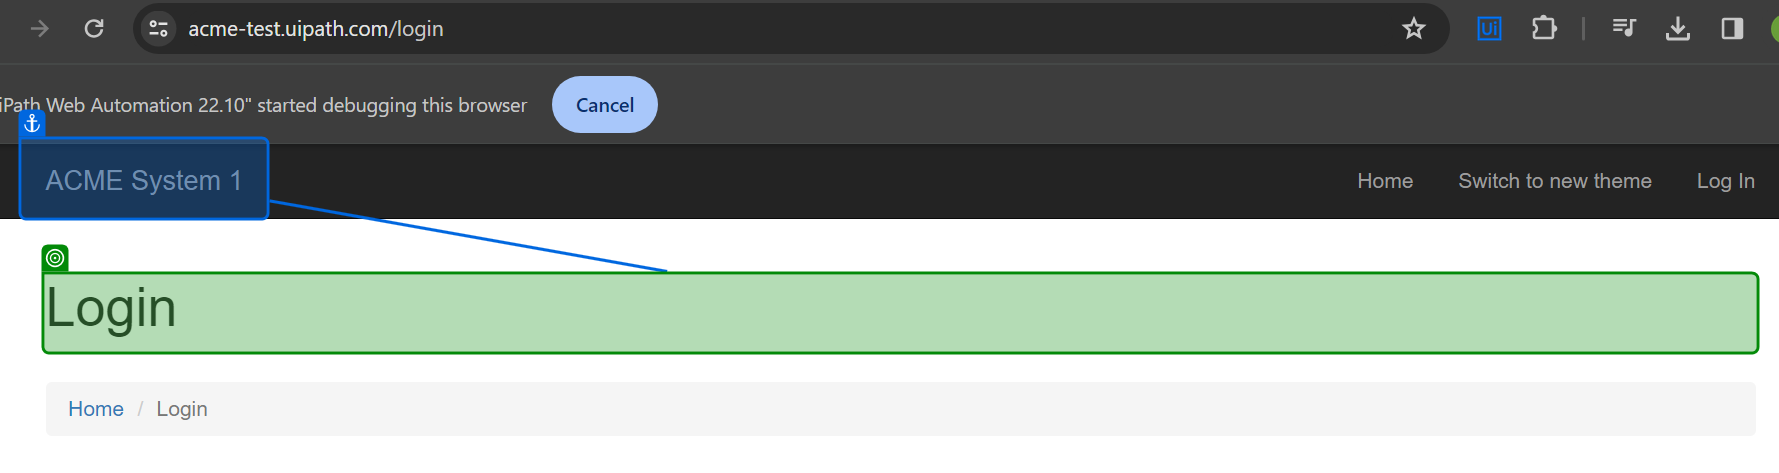 acme-test.uipath.com/login
Ui
iPath Web Automation 22.10" started debugging this browser
Cancel
ACME System 1
Home
Switch to new theme
Log In
Login
Home / Login